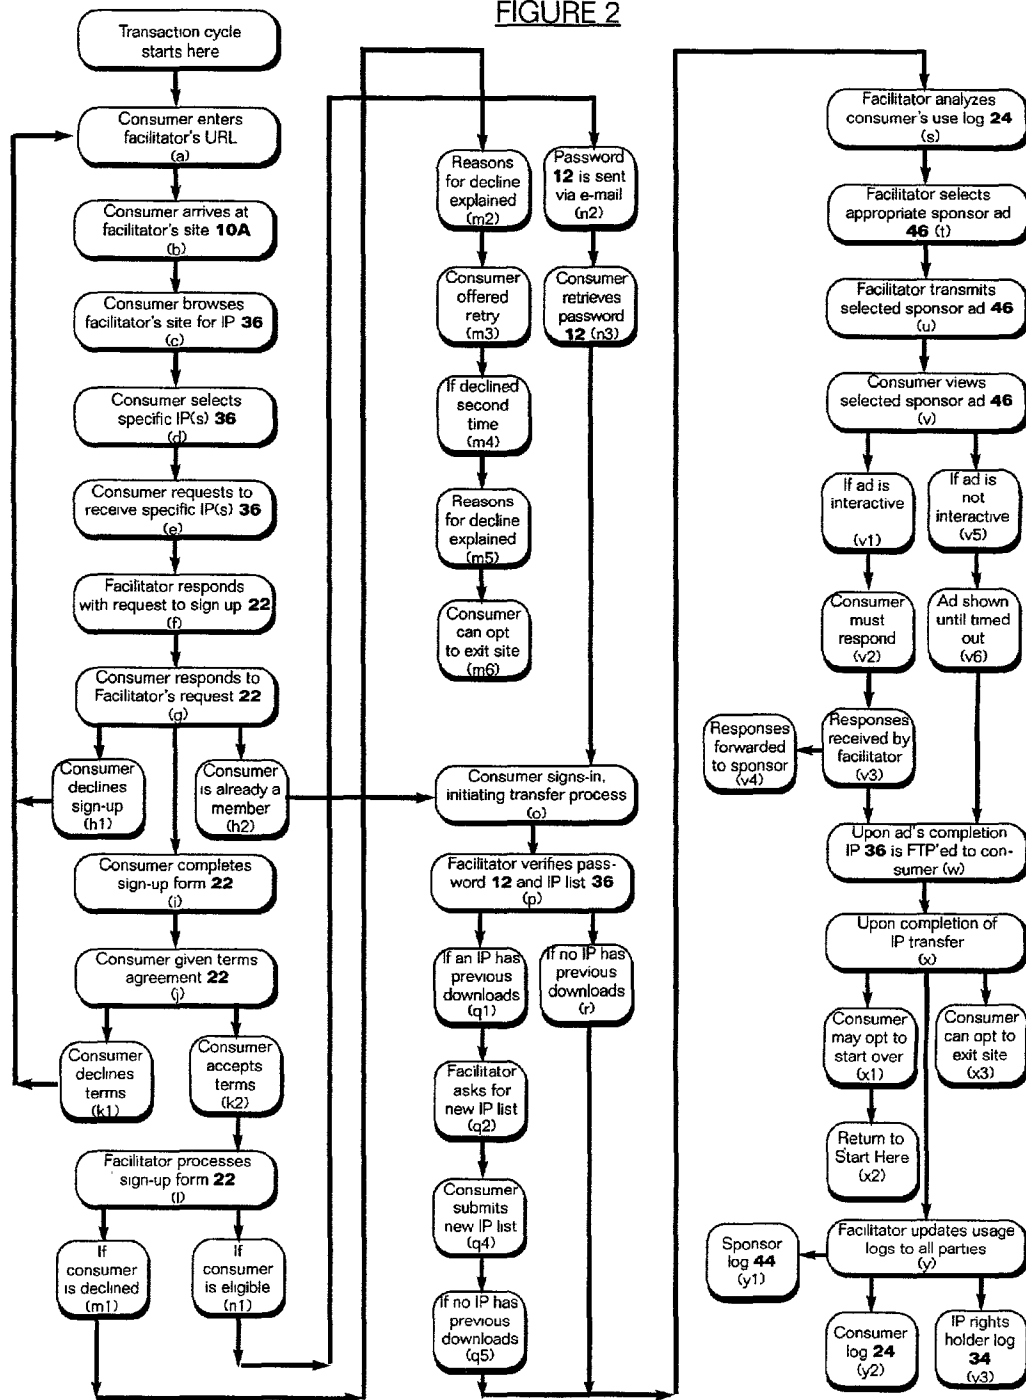 FIGURE 2
Transaction cycle
starts here
Consumer enters
facilitator's URL
(a)
Consumer arrives at
facilitator's site 10A
(b)
Consumer browses
facilitator's site for IP 36
(c)
Consumer selects
specific IP(s) 36
(d)
Consumer requests to
receive specific IP(s) 36
(e)
Facilitator responds
with request to sign up 22
(f)
Consumer responds to
Facilitator's request 22
(g)
Consumer
declines
sign-up
(h1)
Consumer
is already a
member
(h2)
Consumer completes
sign-up form 22
(i)
Consumer given terms
agreement 22
(j)
Consumer
declines
terms
(k1)
Consumer
accepts
terms
(k2)
Facilitator processes
sign-up form 22
(l)
If
consumer
is declined
(m1)
If
consumer
is eligible
(n1)
Reasons
for decline
explained
(m2)
Consumer
offered
retry
(m3)
If declined
second
time
(m4)
Reasons
for decline
explained
(m5)
Consumer
can opt
to exit site
(m6)
Password
12 is sent
via e-mail
(n2)
Consumer
retrieves
password
12 (n3)
Consumer signs-in,
initiating transfer process
(o)
Facilitator verifies pass-
word 12 and IP list 36
(p)
If an IP has
previous
downloads
(q1)
If no IP has
previous
downloads
(r)
Facilitator
asks for
new IP list
(q2)
Consumer
submits
new IP list
(q4)
If no IP has
previous
downloads
(q5)
Facilitator analyzes
consumer's use log 24
(s)
Facilitator selects
appropriate sponsor ad
46 (t)
Facilitator transmits
selected sponsor ad 46
(u)
Consumer views
selected sponsor ad 46
(v)
If ad is
interactive
(v1)
If ad is
not
interactive
(v5)
Consumer
must
respond
(v2)
Ad shown
until timed
out
(v6)
Responses
received by
facilitator
(v3)
Responses
forwarded
to sponsor
(v4)
Upon ad's completion
IP 36 is FTP'ed to con-
sumer (w)
Upon completion of
IP transfer
(x)
Consumer
may opt to
start over
(x1)
Consumer
can opt to
exit site
(x3)
Return to
Start Here
(x2)
Facilitator updates usage
logs to all parties
(y)
Sponsor
log 44
(y1)
Consumer
log 24
(y2)
IP rights
holder log
34
(y3)